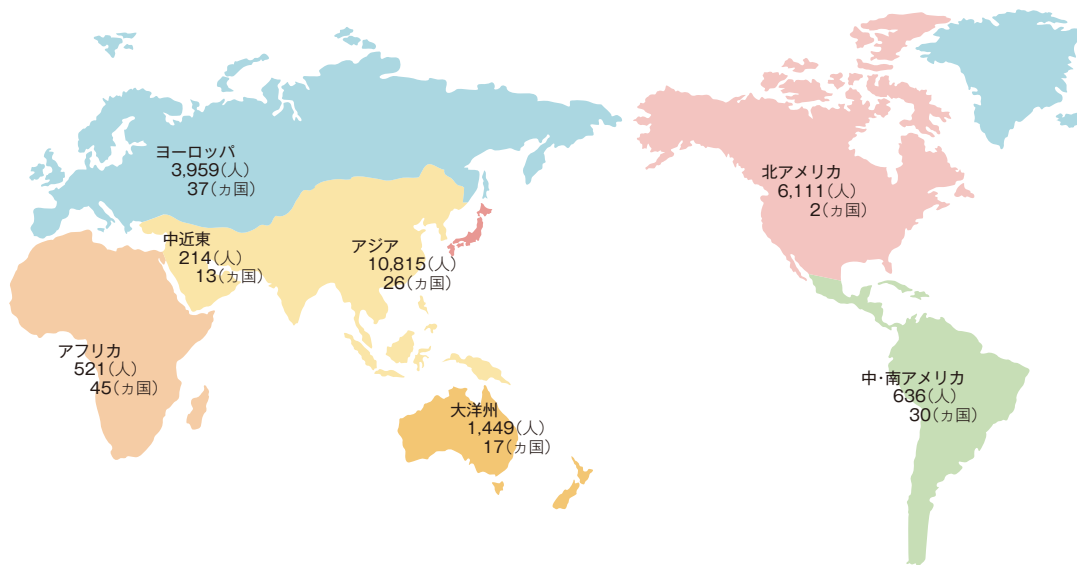 ヨーロッパ
3,959(人)
37(ヵ国)
北アメリカ
6,111(人)
2(ヵ国)
中近東
214(人)
13(ヵ国)
アジア
10,815(人)
26(ヵ国)
アフリカ
521(人)
45(ヵ国)
中・南アメリカ
636(人)
30(ヵ国)
大洋州
1,449(人)
17(ヵ国)